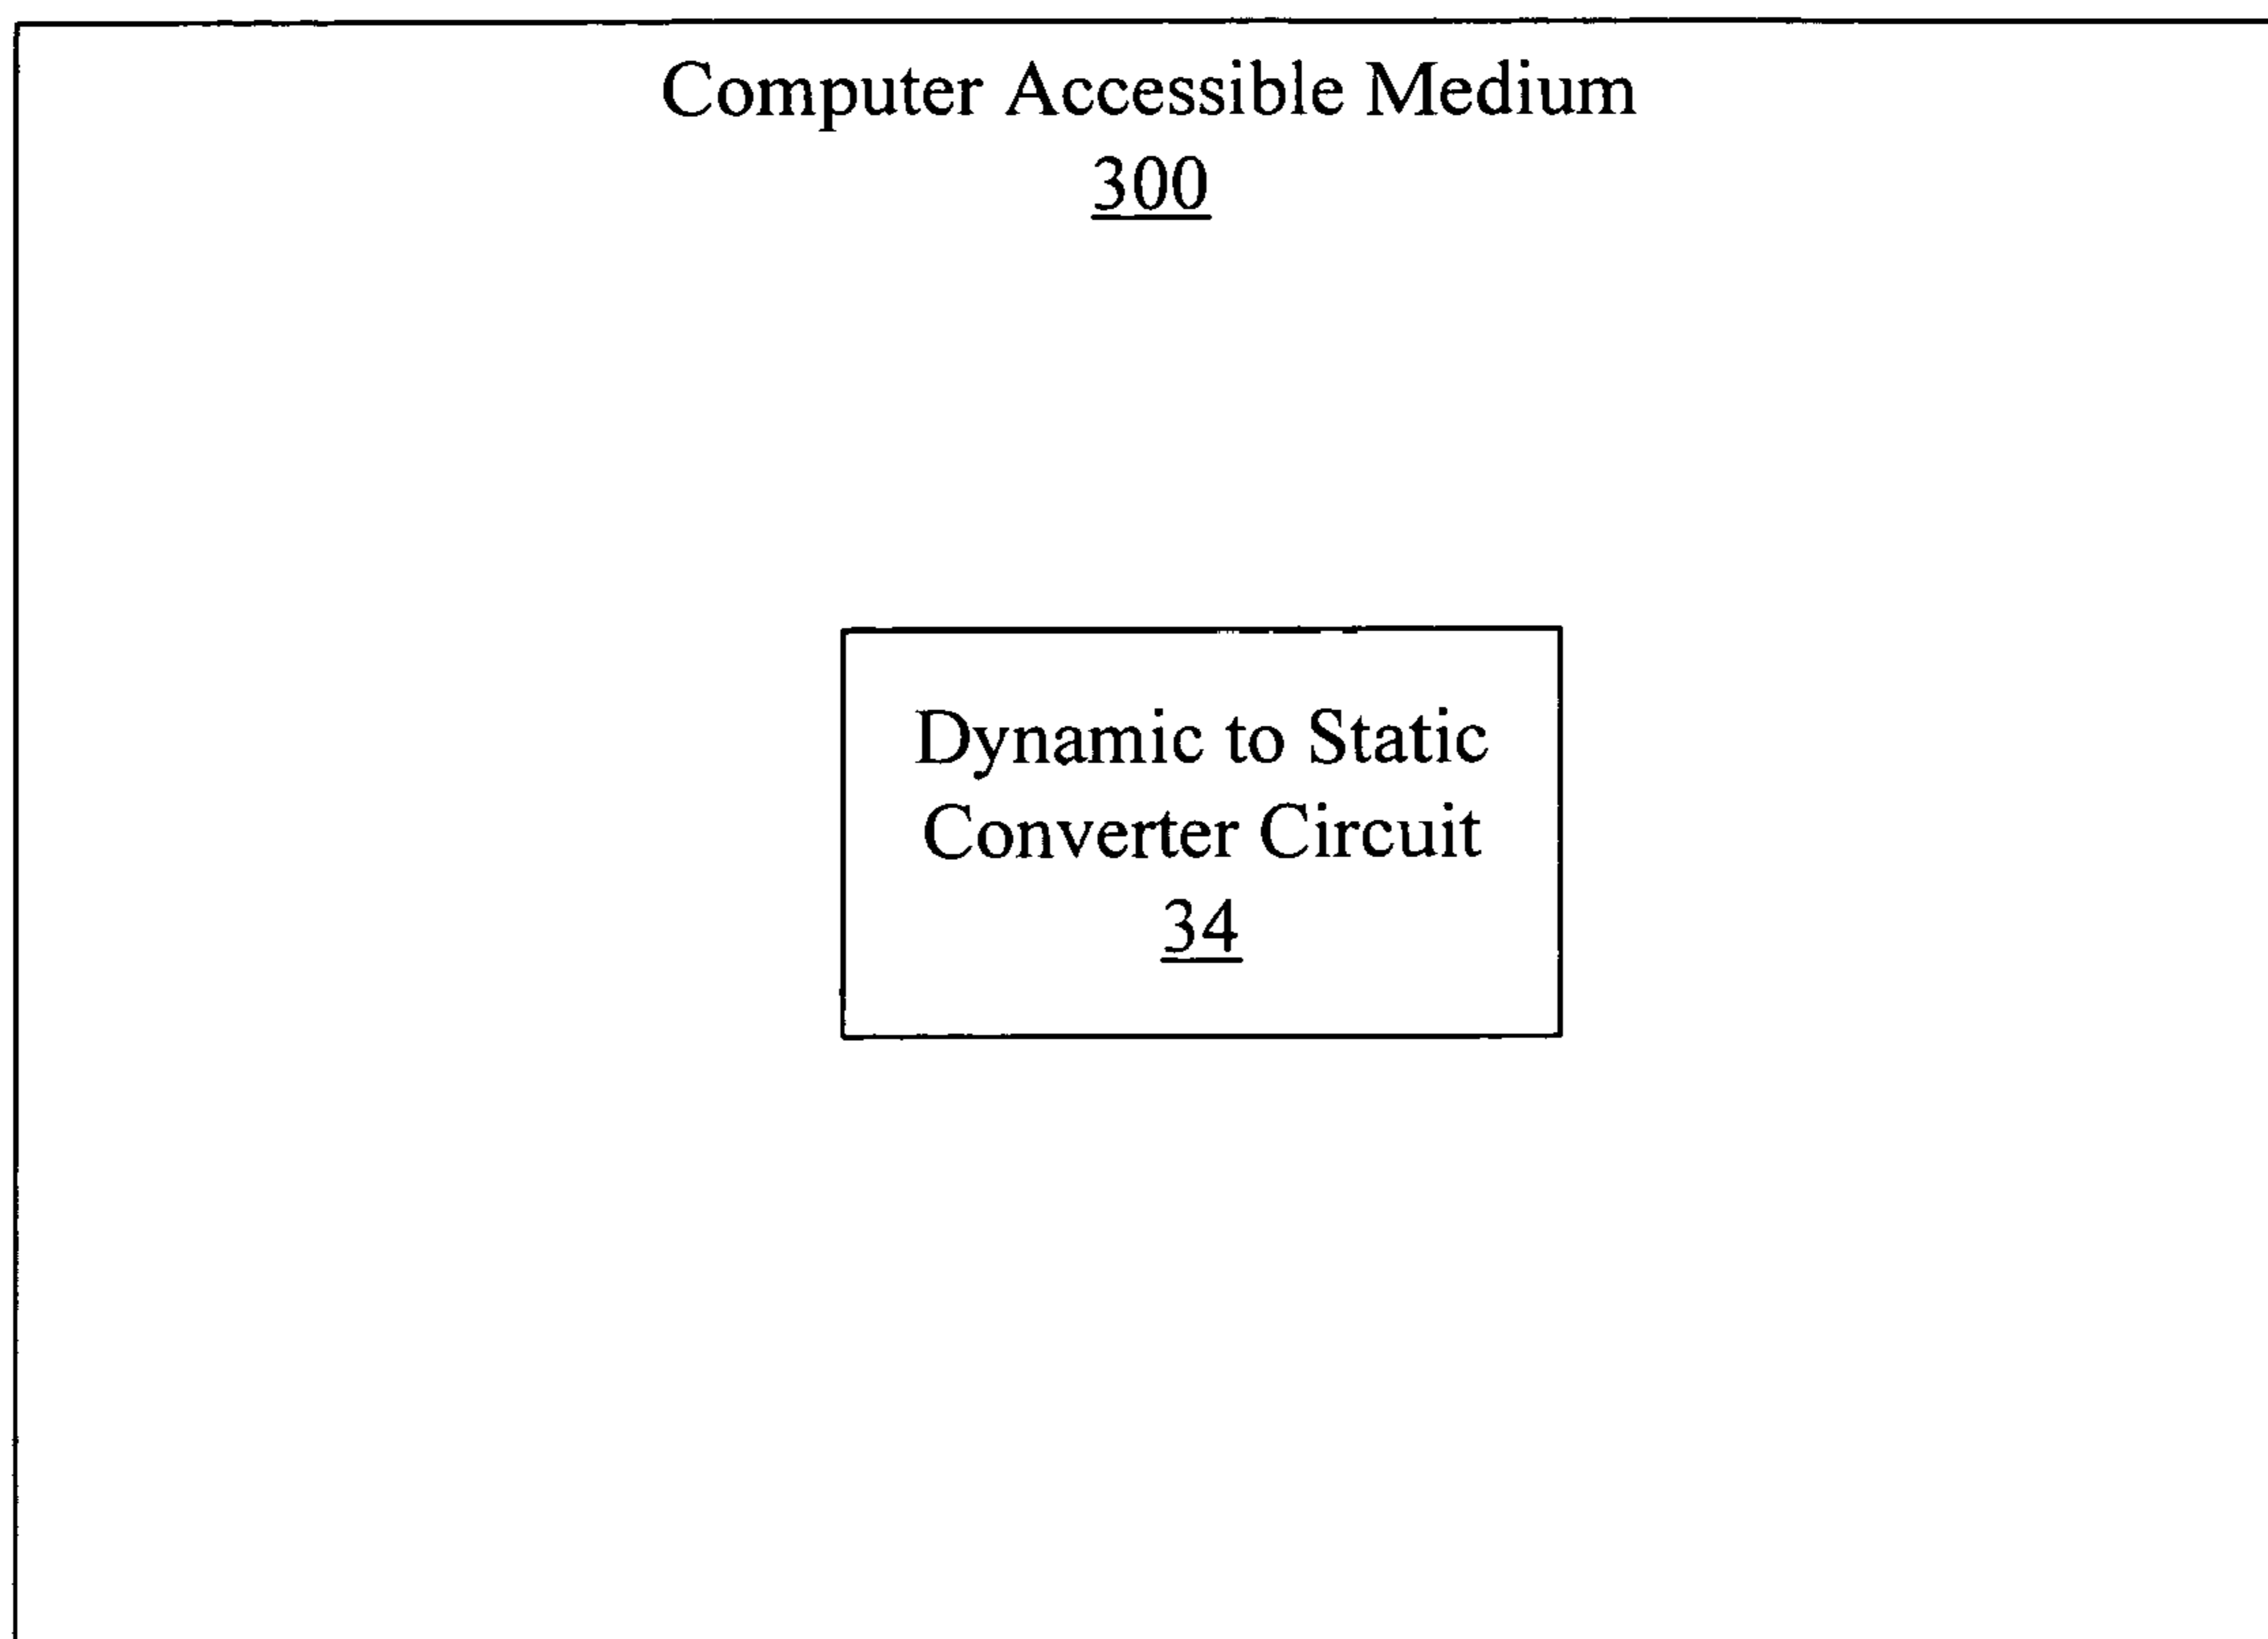 Computer Accessible Medium
300
Dynamic to Static
Converter Circuit
34